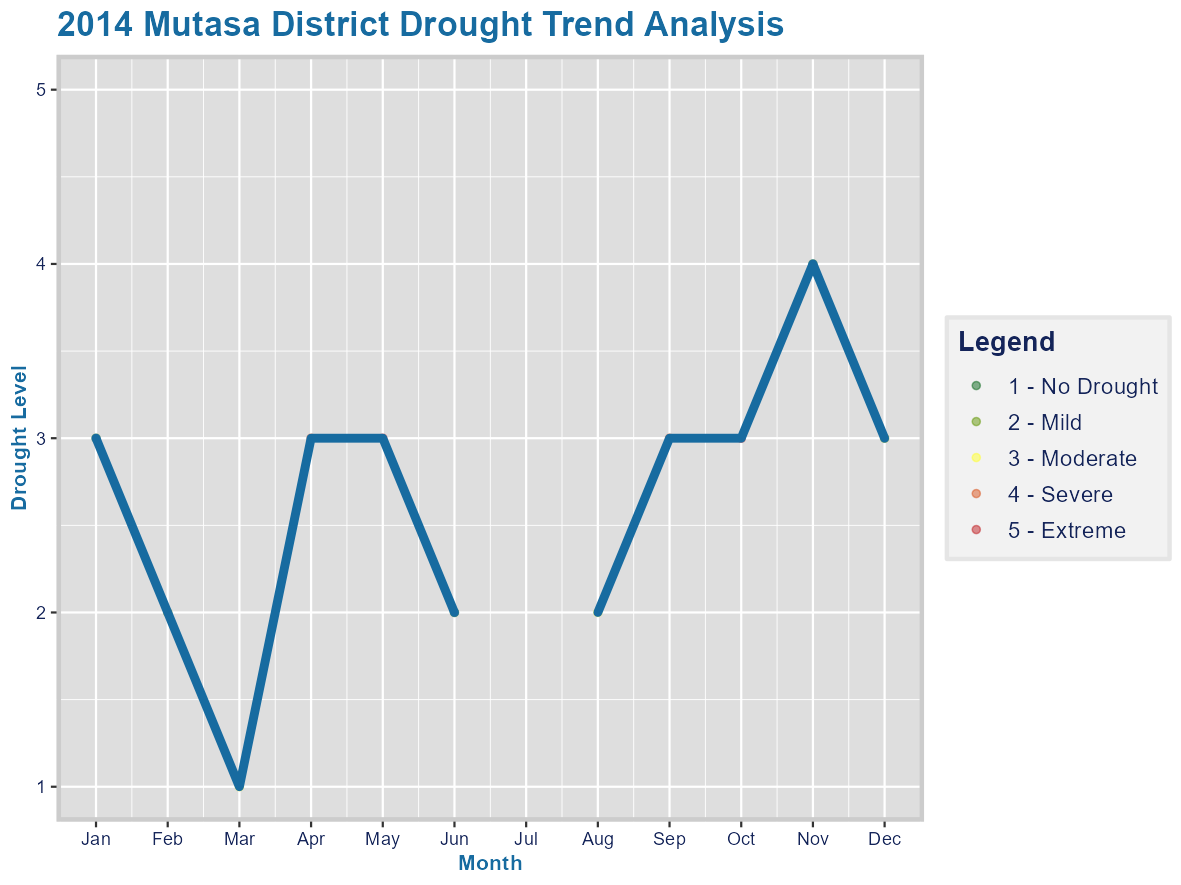 2014 Mutasa District Drought Trend Analysis
Drought Level
5
4
3
2
1
Jan Feb Mar Apr May Jun Jul Aug Sep Oct Nov Dec
Month
Legend
1 - No Drought
2 - Mild
3 - Moderate
4 - Severe
5 - Extreme